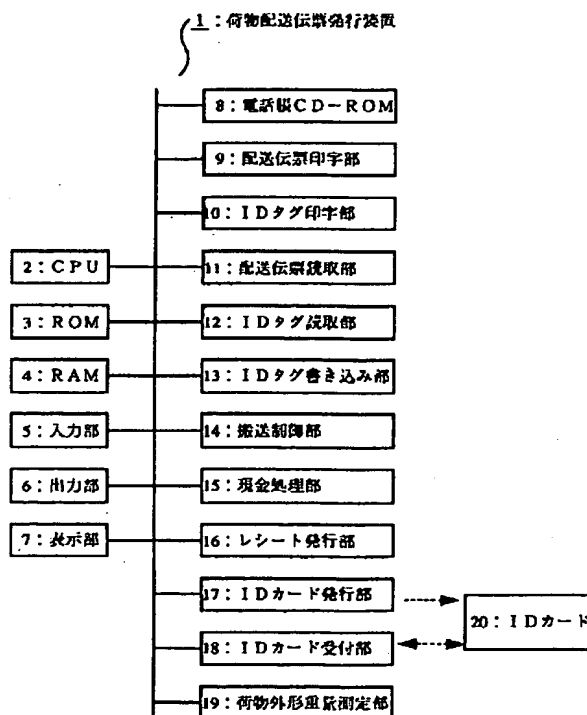 1：荷物配送伝票発行装置
8：電話帳ＣＤ－ＲＯＭ
9：配送伝票印字部
10：ＩＤタグ印字部
2：ＣＰＵ
11：配送伝票読取部
3：ＲＯＭ
12：ＩＤタグ読取部
4：ＲＡＭ
13：ＩＤタグ書き込み部
5：入力部
14：搬送制御部
6：出力部
15：現金処理部
7：表示部
16：レシート発行部
17：ＩＤカード発行部
20：ＩＤカード
18：ＩＤカード受付部
19：荷物外形重量測定部